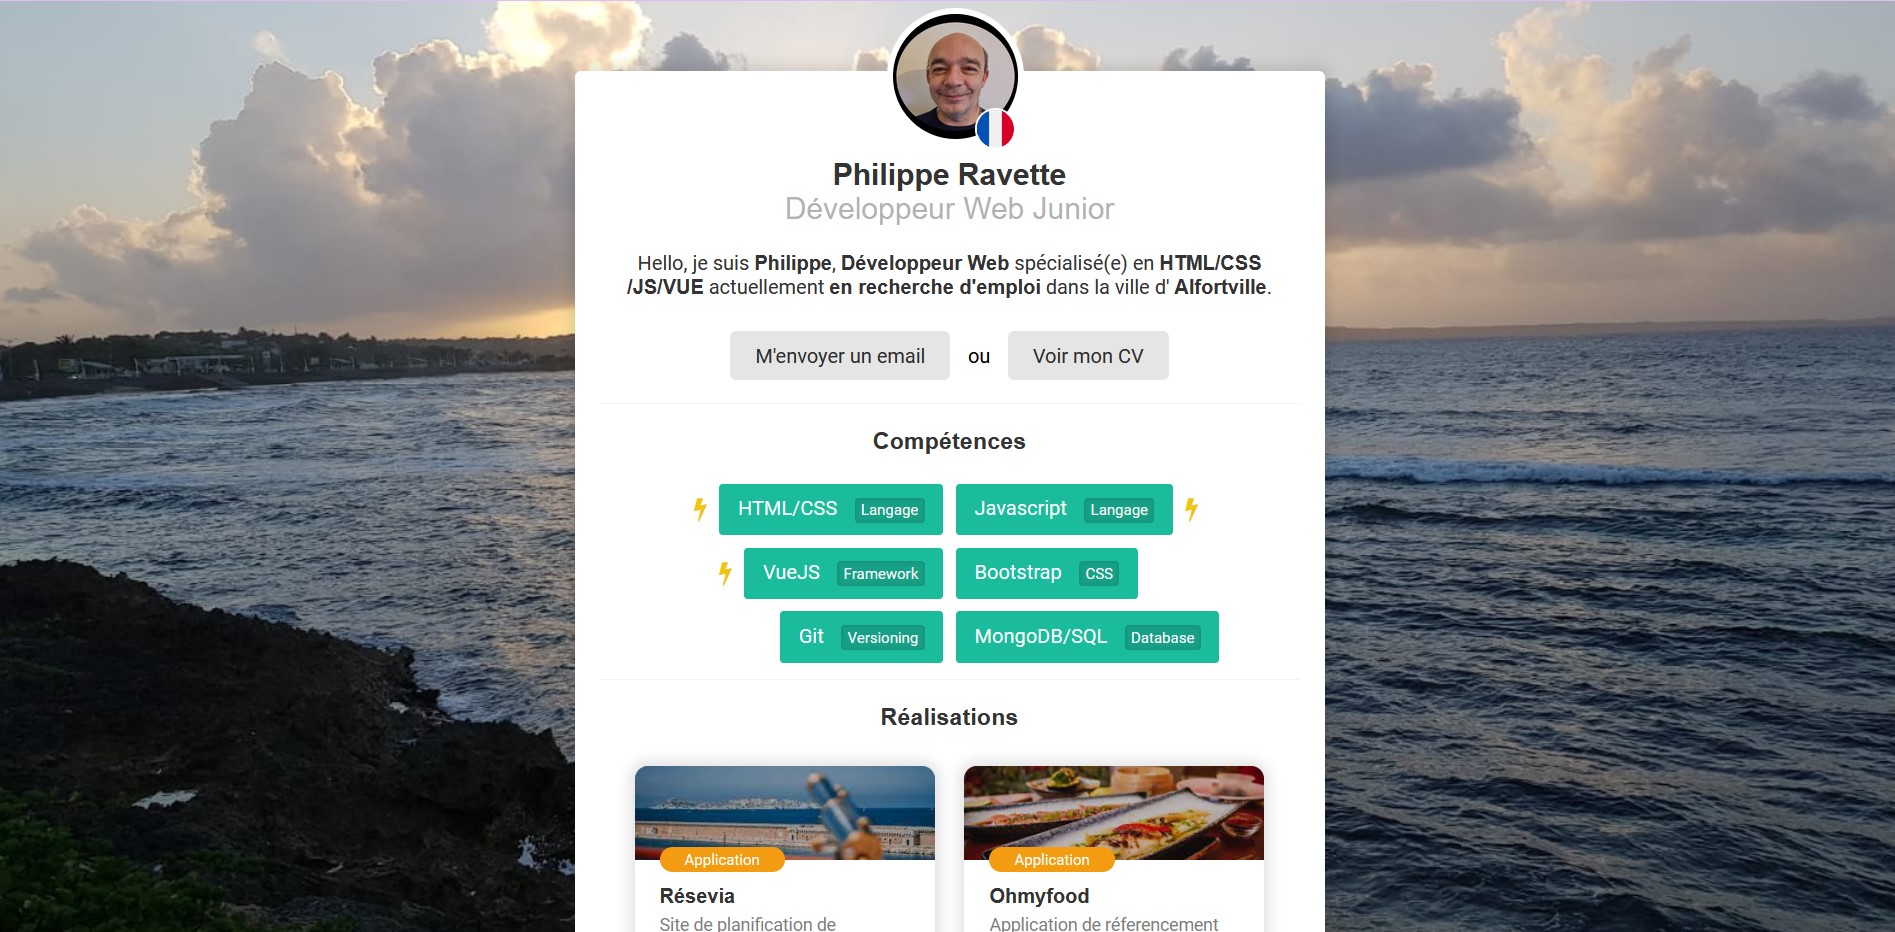 Philippe Ravette
Développeur Web Junior
Hello, je suis Philippe, Développeur Web spécialisé(e) en HTML/CSS
/JS/VUE actuellement en recherche d'emploi dans la ville d' Alfortville.
M'envoyer un email ou Voir mon CV
Compétences
HTML/CSS Langage Javascript Langage
VueJS Framework Bootstrap CSS
Git Versioning MongoDB/SQL Database
Réalisations
Application Application
Résevia Ohmyfood
Site de planification de Application de réferencement